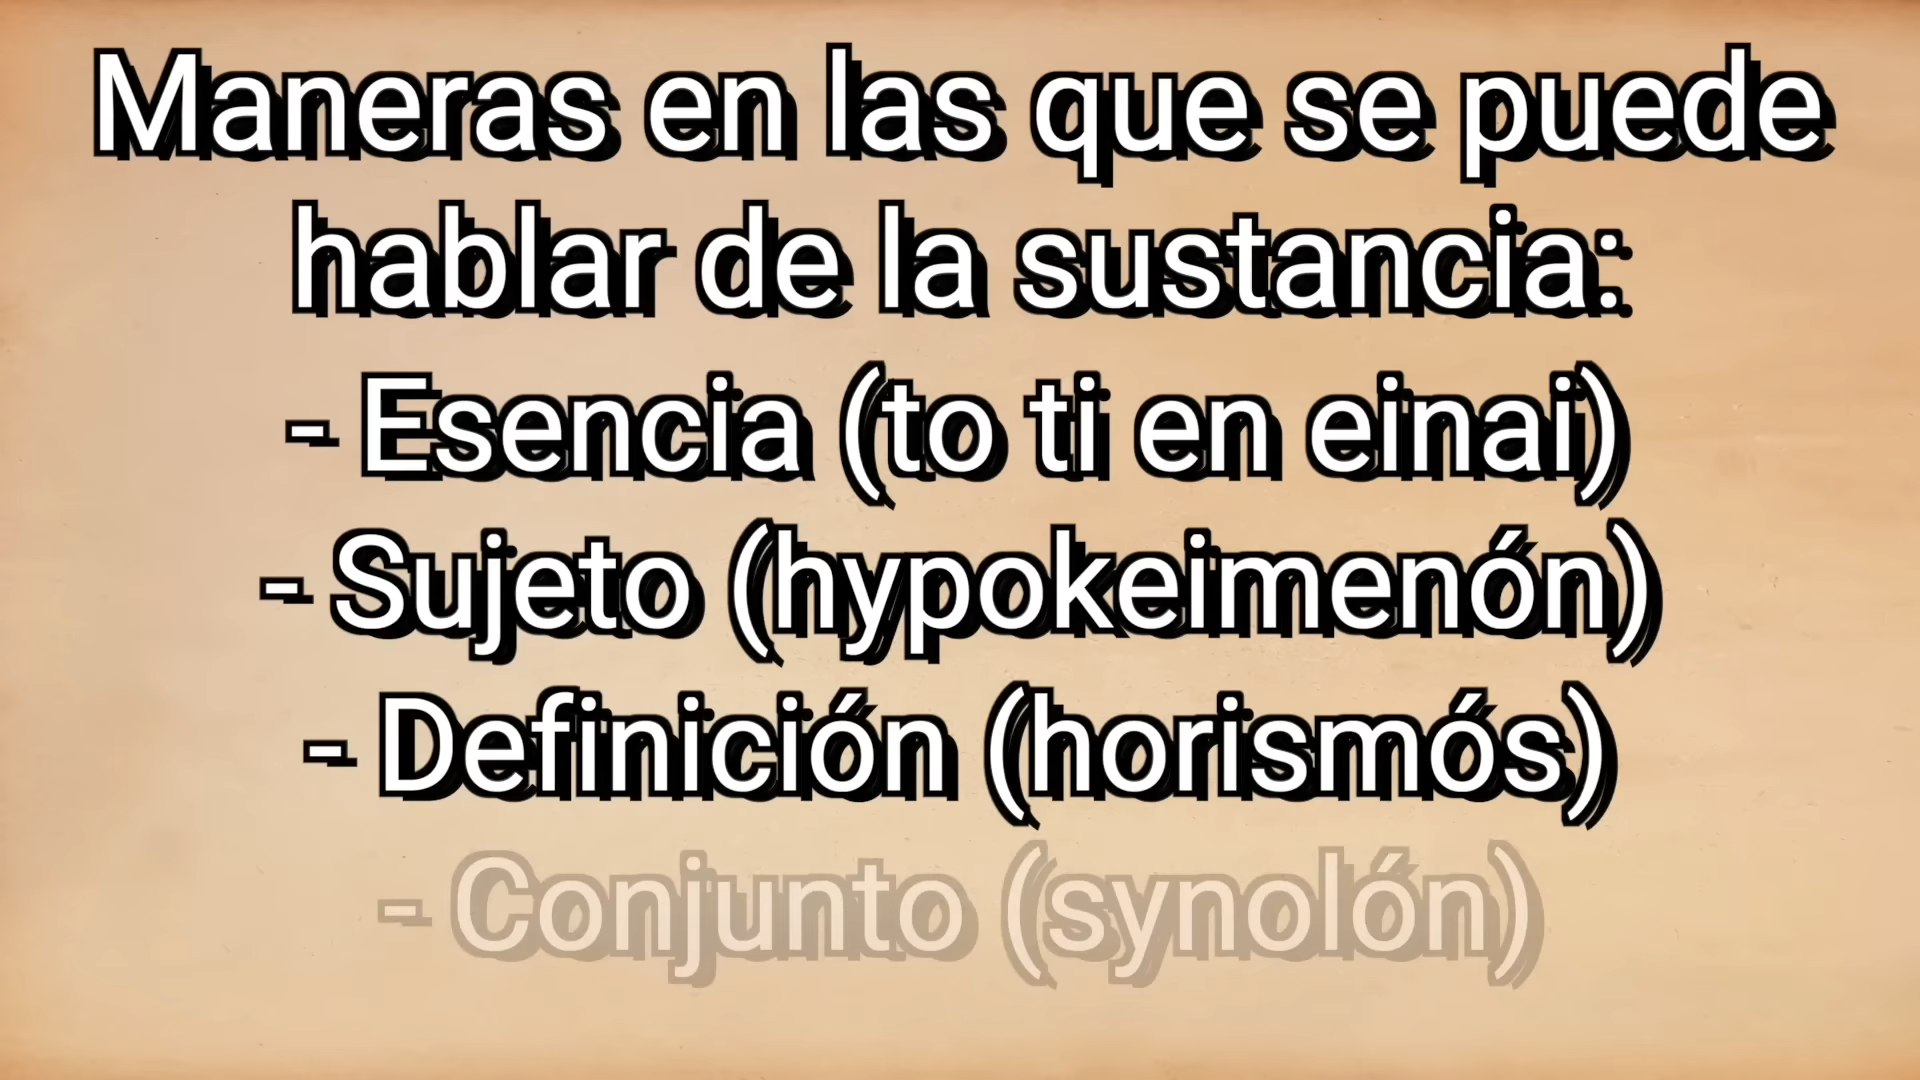 Maneras en las que se puede
hablar de la sustancia:
- Esencia (to ti en einai)
- Sujeto (hypokeimenón)
- Definición (horismós)
- Conjunto (synolón)